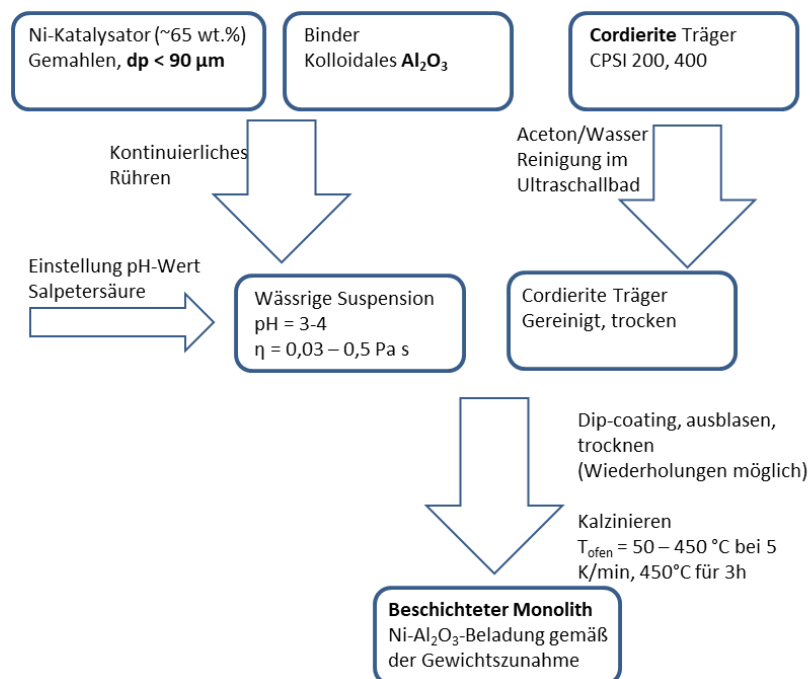 Ni-Katalysator (~65 wt.%)
Gemahlen, dp < 90 µm
Binder
Kolloidales Al₂O₃
Cordierite Träger
CPSI 200, 400
Kontinuierliches
Rühren
Aceton/Wasser
Reinigung im
Ultraschallbad
Einstellung pH-Wert
Salpetersäure
Wässrige Suspension
pH = 3-4
η = 0,03 – 0,5 Pa s
Cordierite Träger
Gereinigt, trocken
Dip-coating, ausblasen,
trocknen
(Wiederholungen möglich)
Kalzinieren
Tₒfₑₙ = 50 – 450 °C bei 5
K/min, 450°C für 3h
Beschichteter Monolith
Ni-Al₂O₃-Beladung gemäß
der Gewichtszunahme